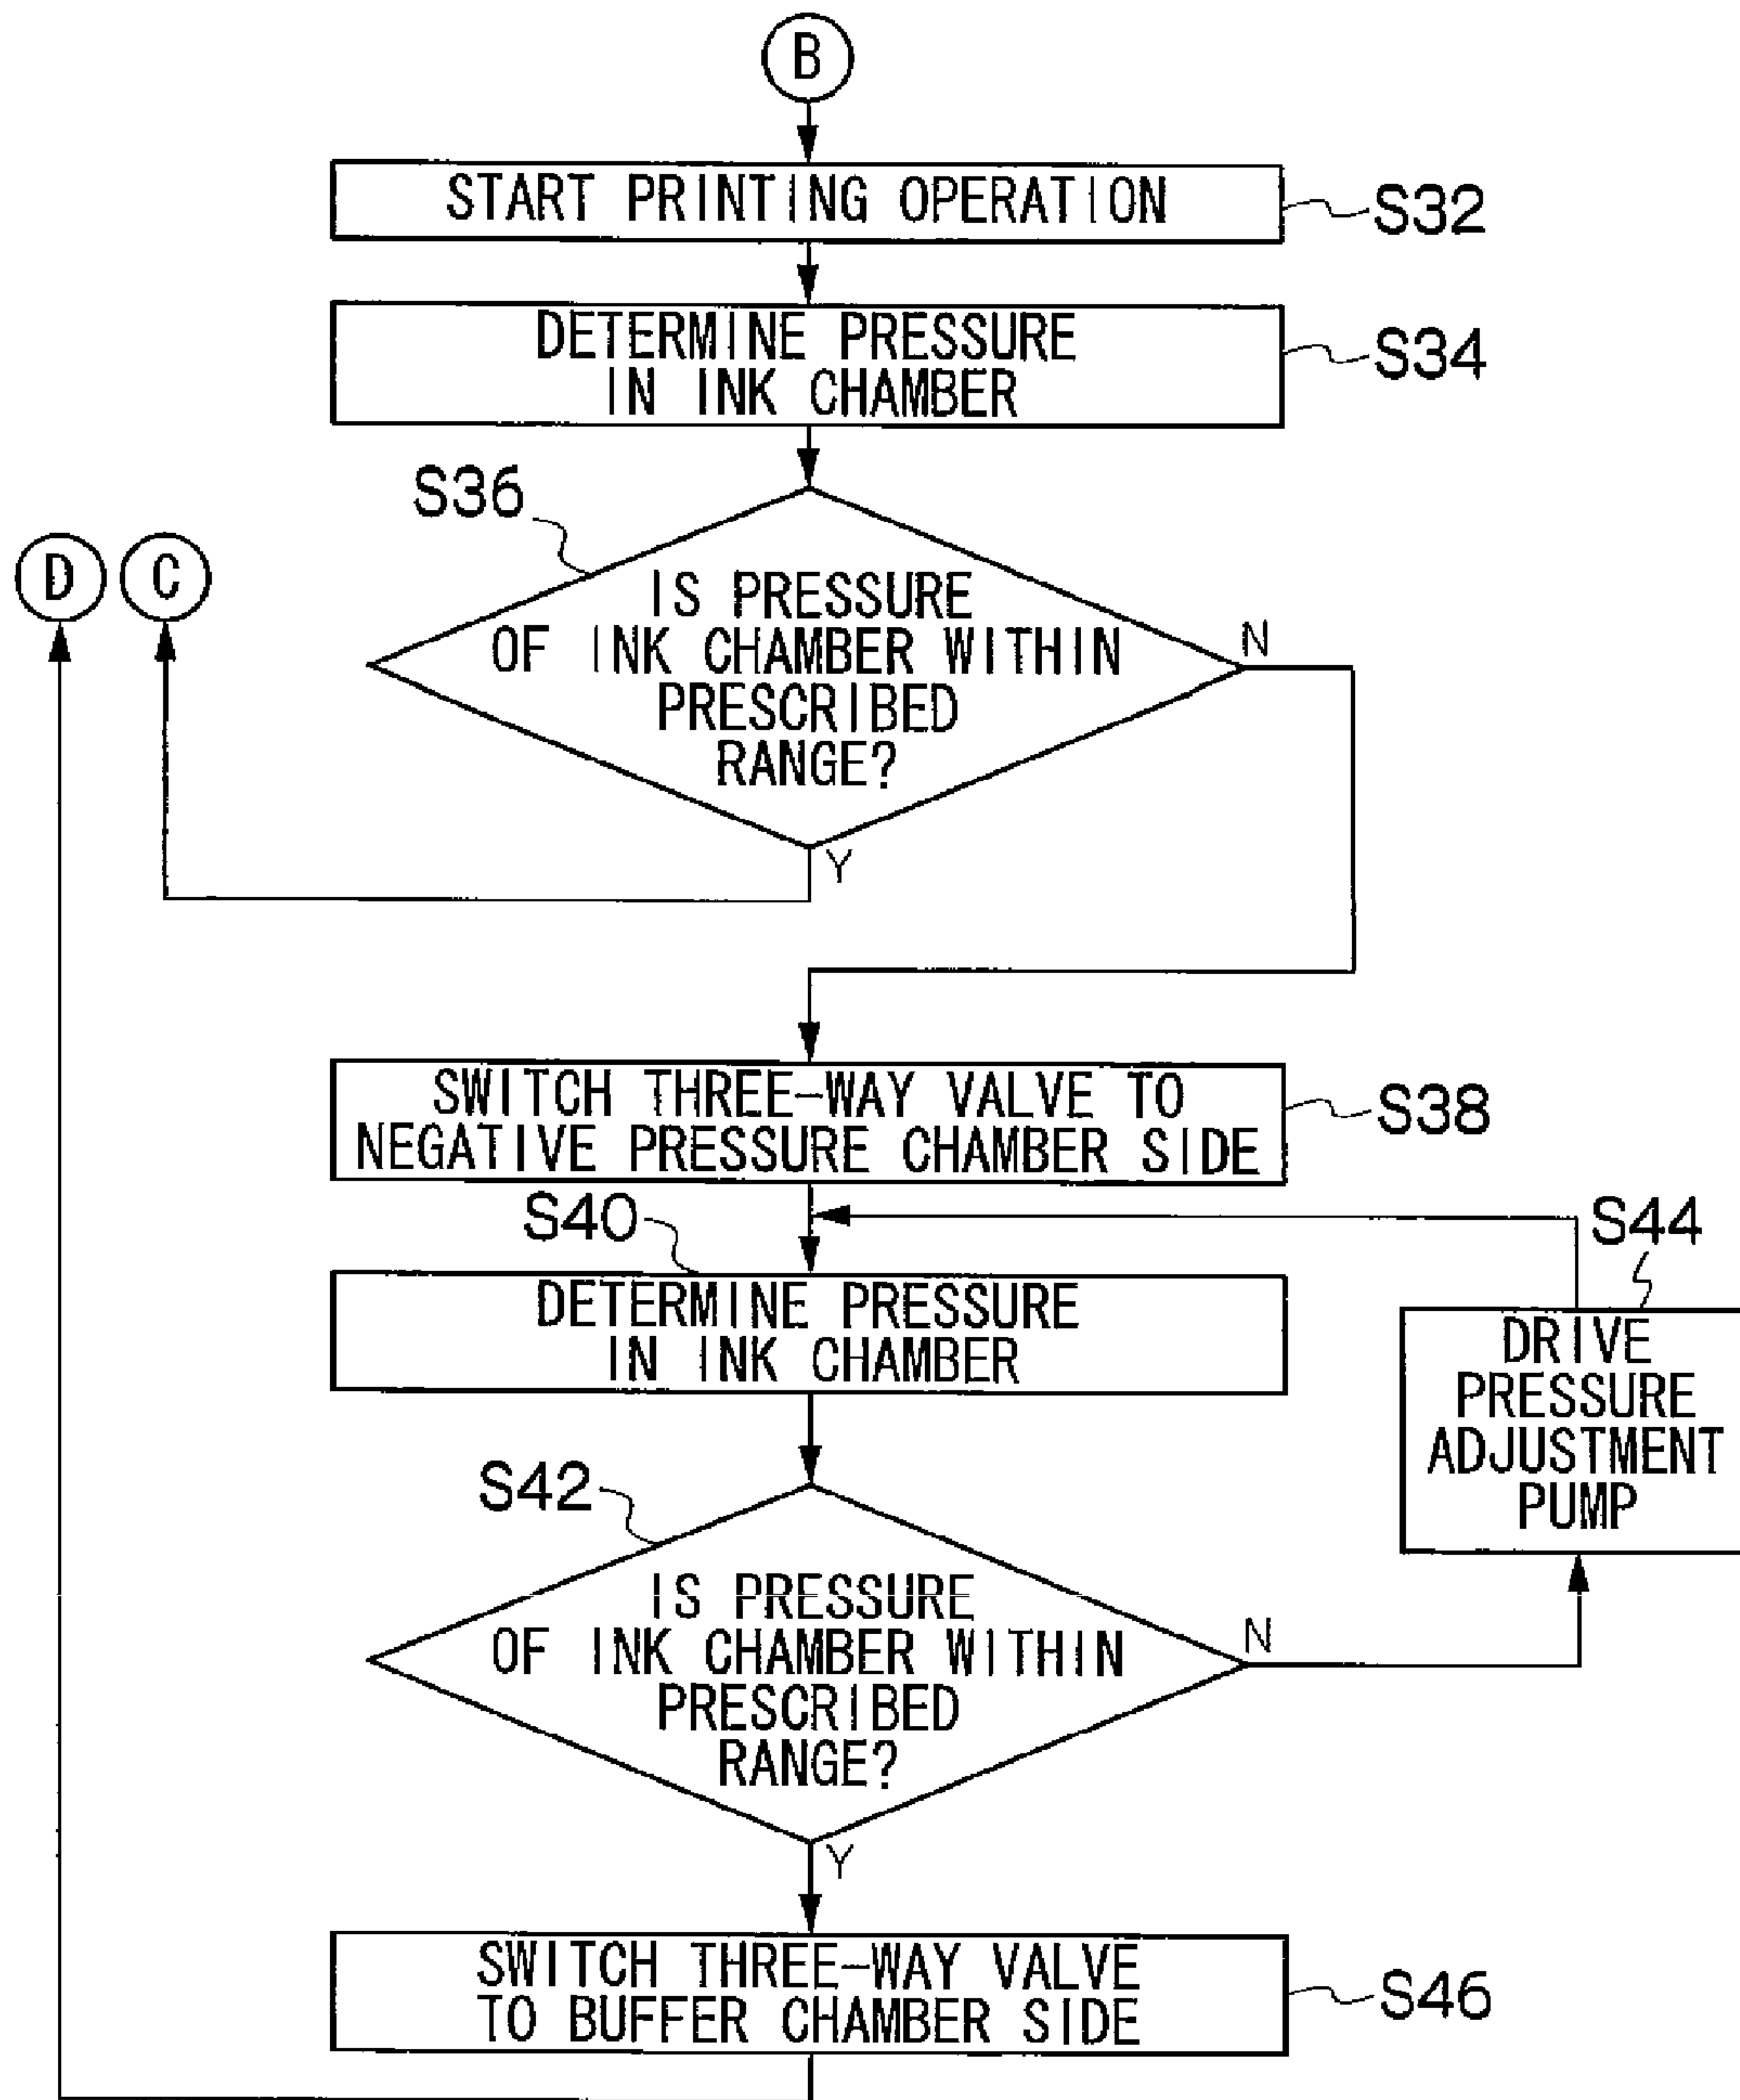 B
START PRINTING OPERATION
S32
DETERMINE PRESSURE
IN INK CHAMBER
S34
S36
D
C
IS PRESSURE
OF INK CHAMBER WITHIN
PRESCRIBED
RANGE?
N
Y
SWITCH THREE-WAY VALVE TO
NEGATIVE PRESSURE CHAMBER SIDE
S38
S40
DETERMINE PRESSURE
IN INK CHAMBER
S44
DRIVE
PRESSURE
ADJUSTMENT
PUMP
S42
IS PRESSURE
OF INK CHAMBER WITHIN
PRESCRIBED
RANGE?
N
Y
SWITCH THREE-WAY VALVE
TO BUFFER CHAMBER SIDE
S46